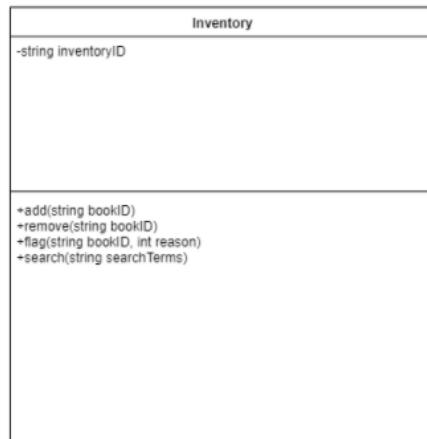 Inventory
-string inventoryID
+add(string bookID)
+remove(string bookID)
+flag(string bookID, int reason)
+search(string searchTerms)